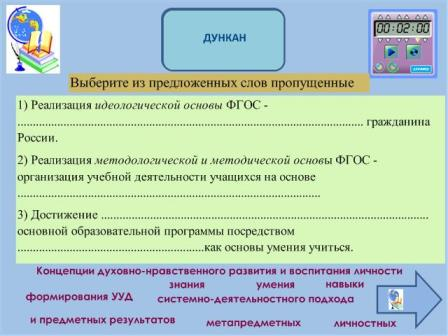 ДУНКАН
00:02:00
Выберите из предложенных слов пропущенные
1) Реализация идеологической основы ФГОС -
................................................................................................................ гражданина
России.
2) Реализация методологической и методической основы ФГОС -
организация учебной деятельности учащихся на основе
..................................................................................................
3) Достижение ..........................................................................................................
основной образовательной программы посредством
............................................................как основы умения учиться.
Концепции духовно-нравственного развития и воспитания личности
знания умения навыки
формирования УУД системно-деятельностного подхода
и предметных результатов метапредметных личностных